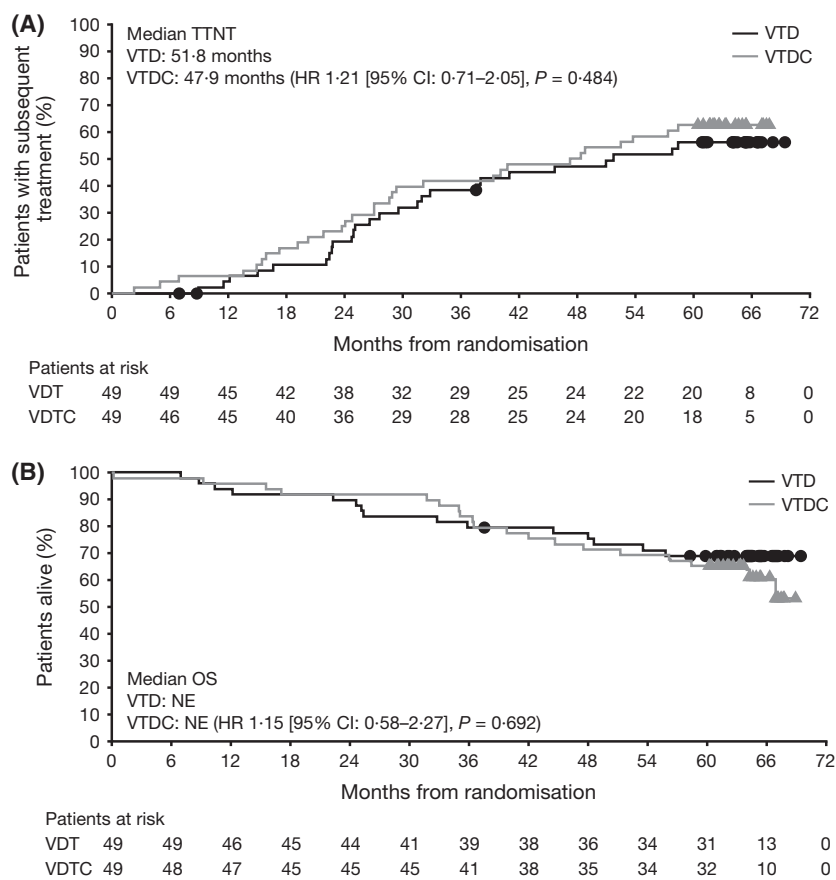 (A)
Median TTNT
VTD: 51·8 months
VTDC: 47·9 months (HR 1·21 [95% CI: 0·71–2·05], P = 0·484)
VTD
VTDC
Patients with subsequent
treatment (%)
100
90
80
70
60
50
40
30
20
10
0
0 6 12 18 24 30 36 42 48 54 60 66 72
Months from randomisation
Patients at risk
VDT 49 49 45 42 38 32 29 25 24 22 20 8 0
VDTC 49 46 45 40 36 29 28 25 24 20 18 5 0
(B)
VTD
VTDC
Patients alive (%)
100
90
80
70
60
50
40
30
20
10
0
Median OS
VTD: NE
VTDC: NE (HR 1·15 [95% CI: 0·58–2·27], P = 0·692)
0 6 12 18 24 30 36 42 48 54 60 66 72
Months from randomisation
Patients at risk
VDT 49 49 46 45 44 41 39 38 36 34 31 13 0
VDTC 49 48 47 45 45 45 41 38 35 34 32 10 0